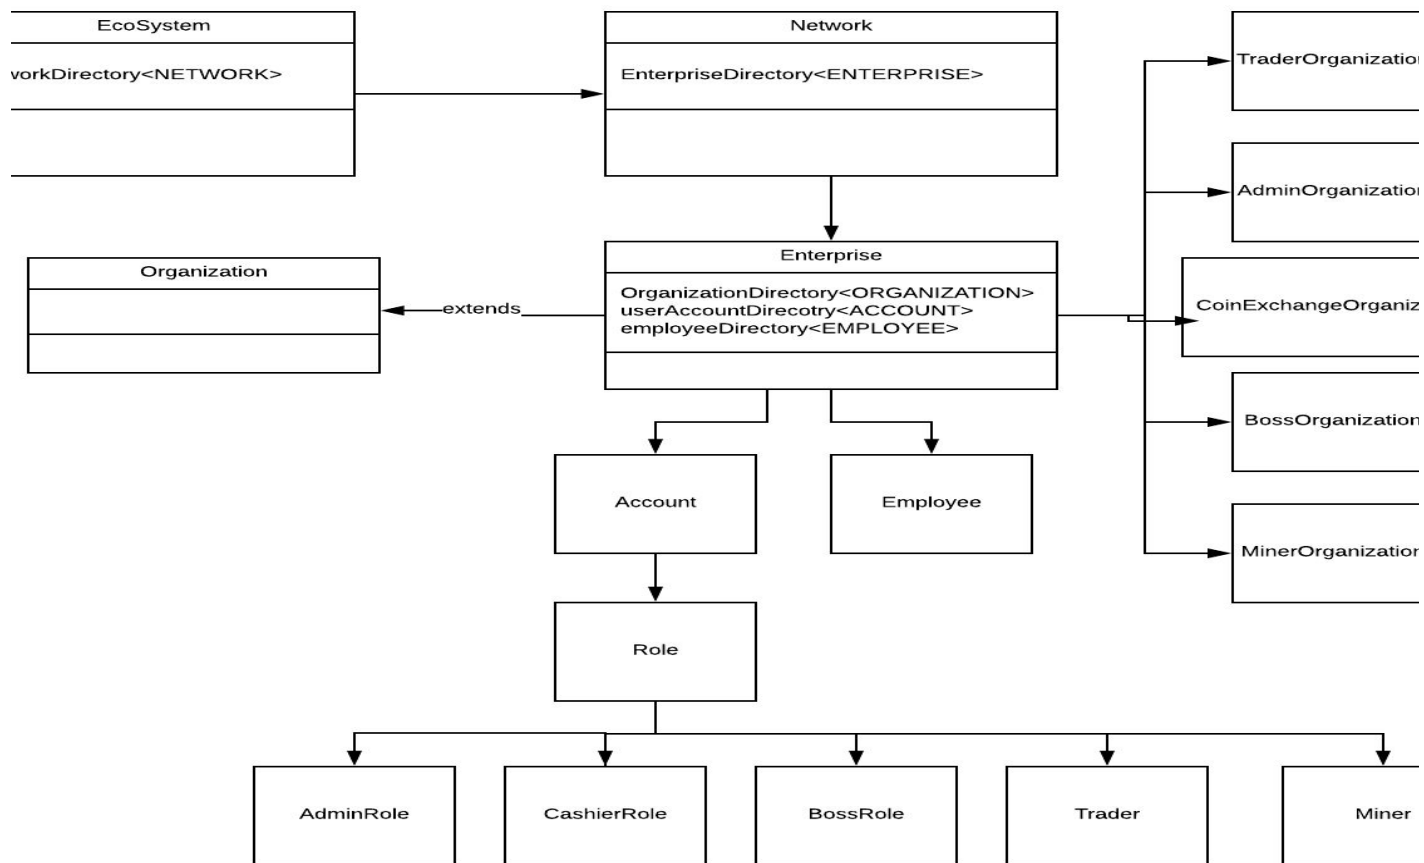 EcoSystem
workDirectory<NETWORK>
Network
EnterpriseDirectory<ENTERPRISE>
TraderOrganization
AdminOrganization
Organization
extends
Enterprise
OrganizationDirectory<ORGANIZATION>
userAccountDirecotry<ACCOUNT>
employeeDirectory<EMPLOYEE>
CoinExchangeOrganiz
BossOrganization
Account
Employee
MinerOrganization
Role
AdminRole
CashierRole
BossRole
Trader
Miner